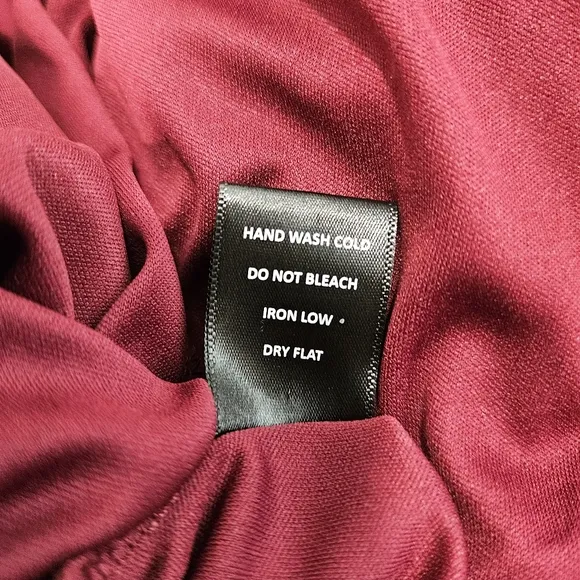 HAND WASH COLD
DO NOT BLEACH
IRON LOW
DRY FLAT